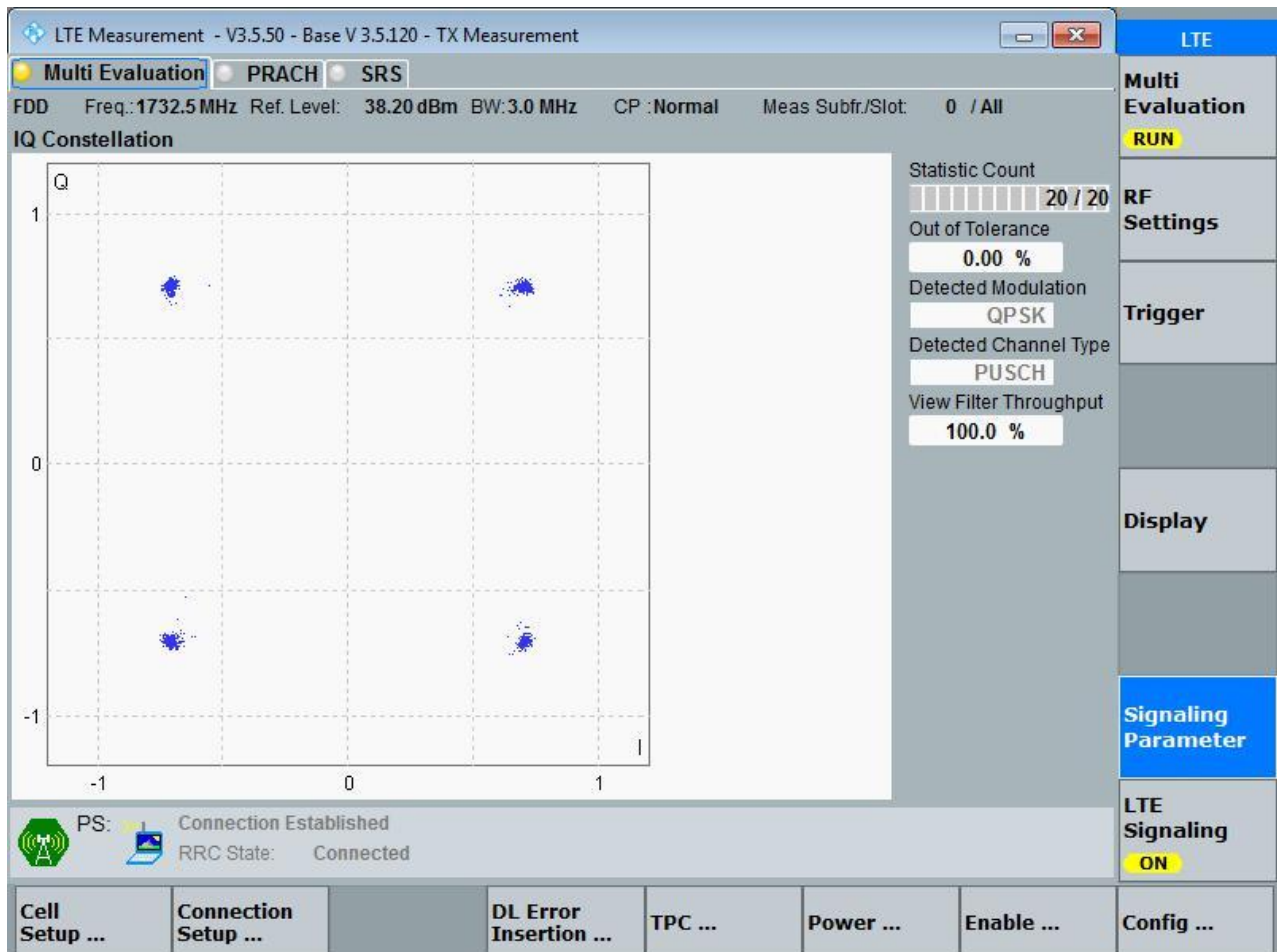 LTE Measurement - V3.5.50 - Base V 3.5.120 - TX Measurement
LTE
Multi Evaluation PRACH SRS
FDD Freq.: 1732.5 MHz Ref. Level: 38.20 dBm BW: 3.0 MHz CP : Normal Meas Subfr./Slot: 0 / All
IQ Constellation
Q
1
0
-1
I
-1 0 1
Statistic Count
20 / 20
Out of Tolerance
0.00 %
Detected Modulation
QPSK
Detected Channel Type
PUSCH
View Filter Throughput
100.0 %
Multi
Evaluation
RUN
RF
Settings
Trigger
Display
Signaling
Parameter
LTE
Signaling
ON
PS: Connection Established
RRC State: Connected
Cell
Setup ...
Connection
Setup ...
DL Error
Insertion ...
TPC ...
Power ...
Enable ...
Config ...